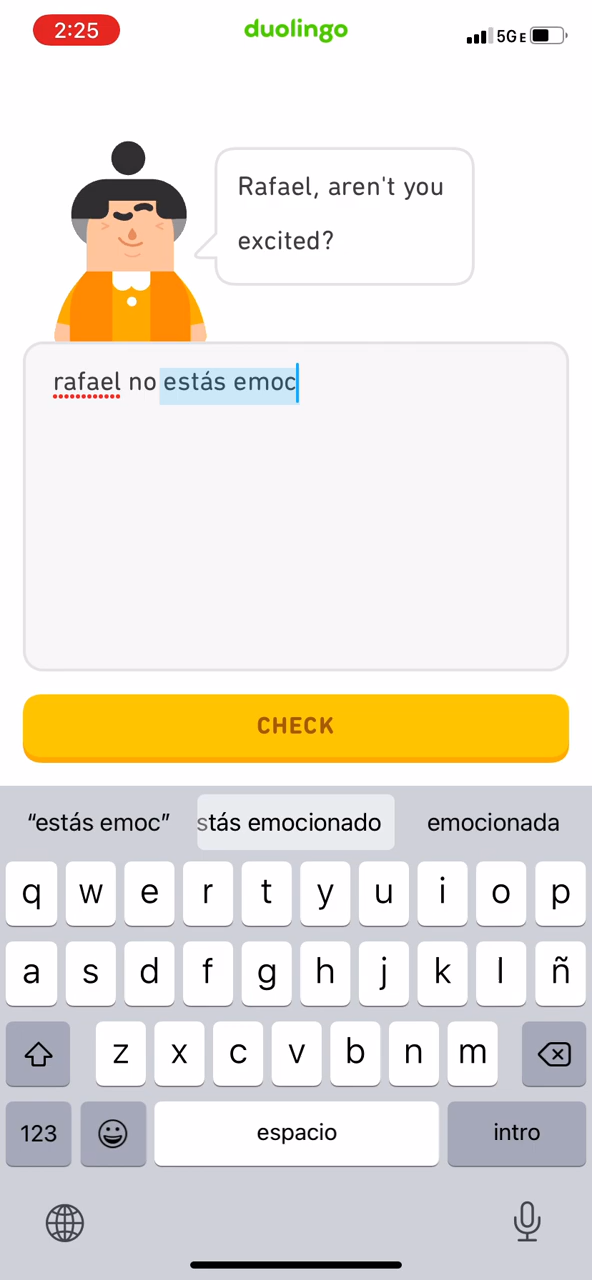 2:25
duolingo
5G E
Rafael, aren't you
excited?
rafael no estás emoc
CHECK
“estás emoc” stás emocionado emocionada
q w e r t y u i o p
a s d f g h j k l ñ
z x c v b n m
123 espacio intro